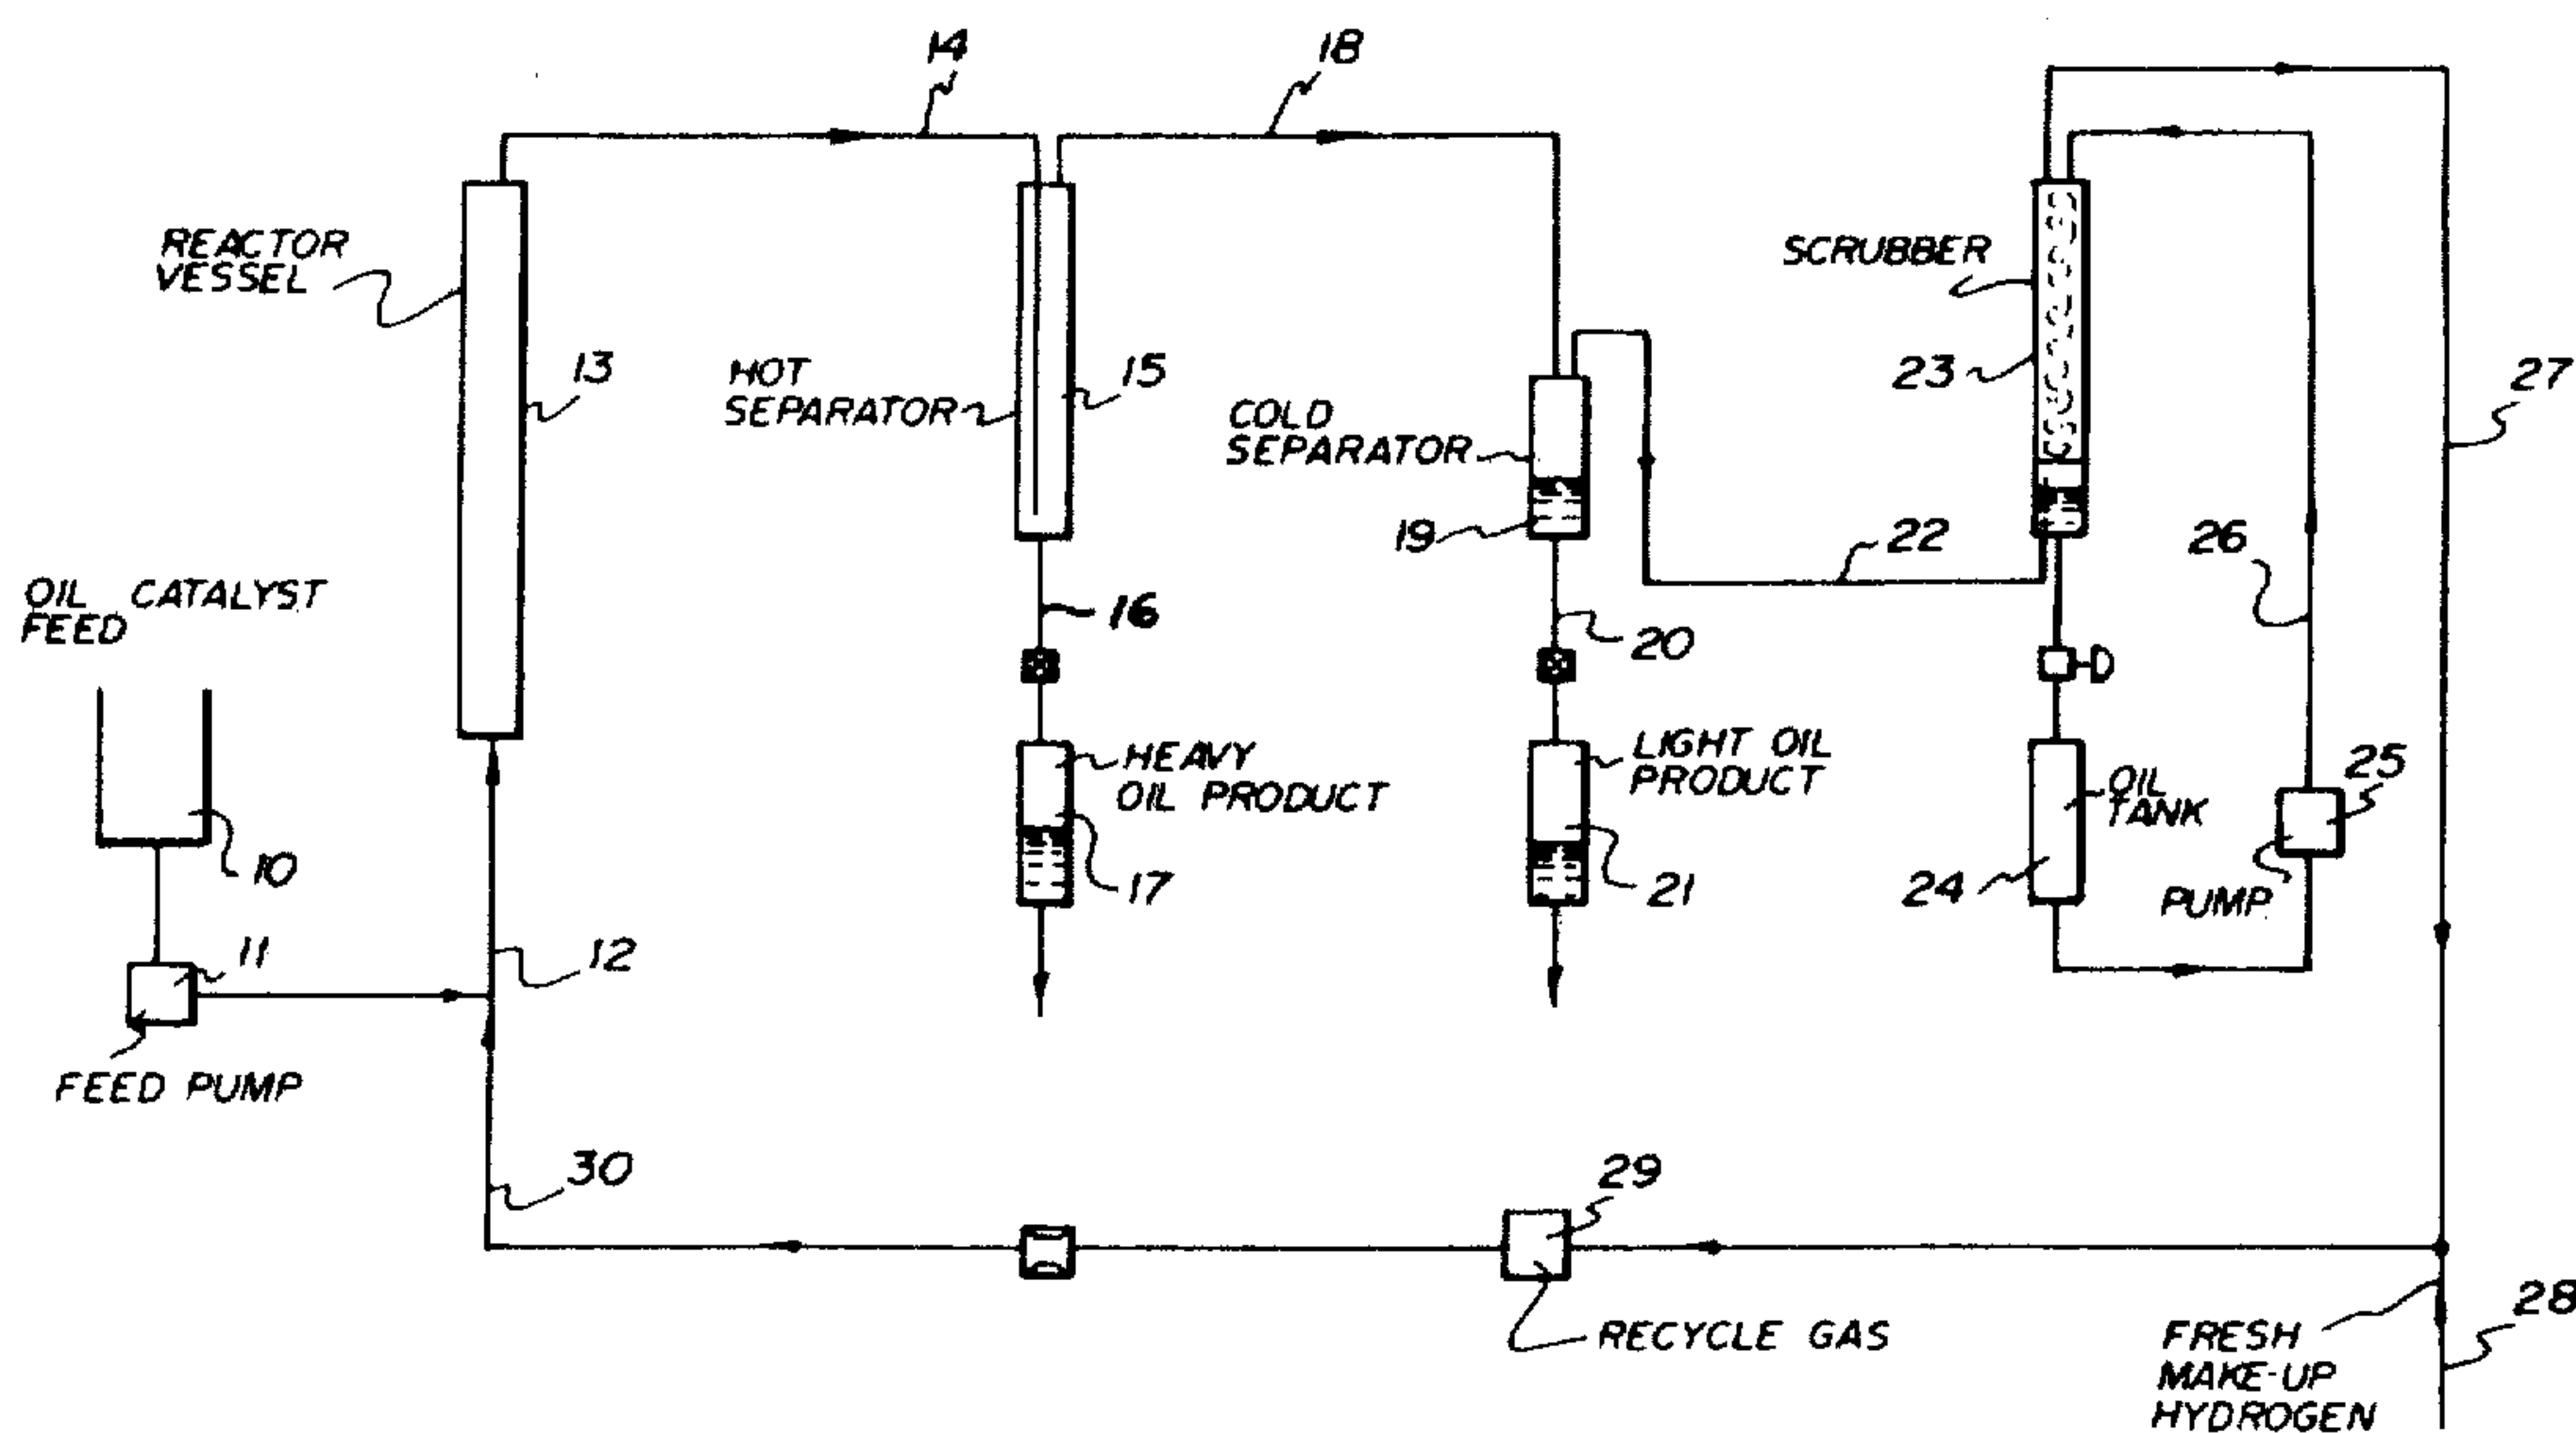 14
18
REACTOR
VESSEL
SCRUBBER
13
HOT
SEPARATOR
15
COLD
SEPARATOR
23
27
19
22
26
OIL CATALYST
FEED
16
20
HEAVY
OIL PRODUCT
LIGHT OIL
PRODUCT
OIL
TANK
25
10
17
21
24
PUMP
11
12
FEED PUMP
30
29
RECYCLE GAS
28
FRESH
MAKE-UP
HYDROGEN